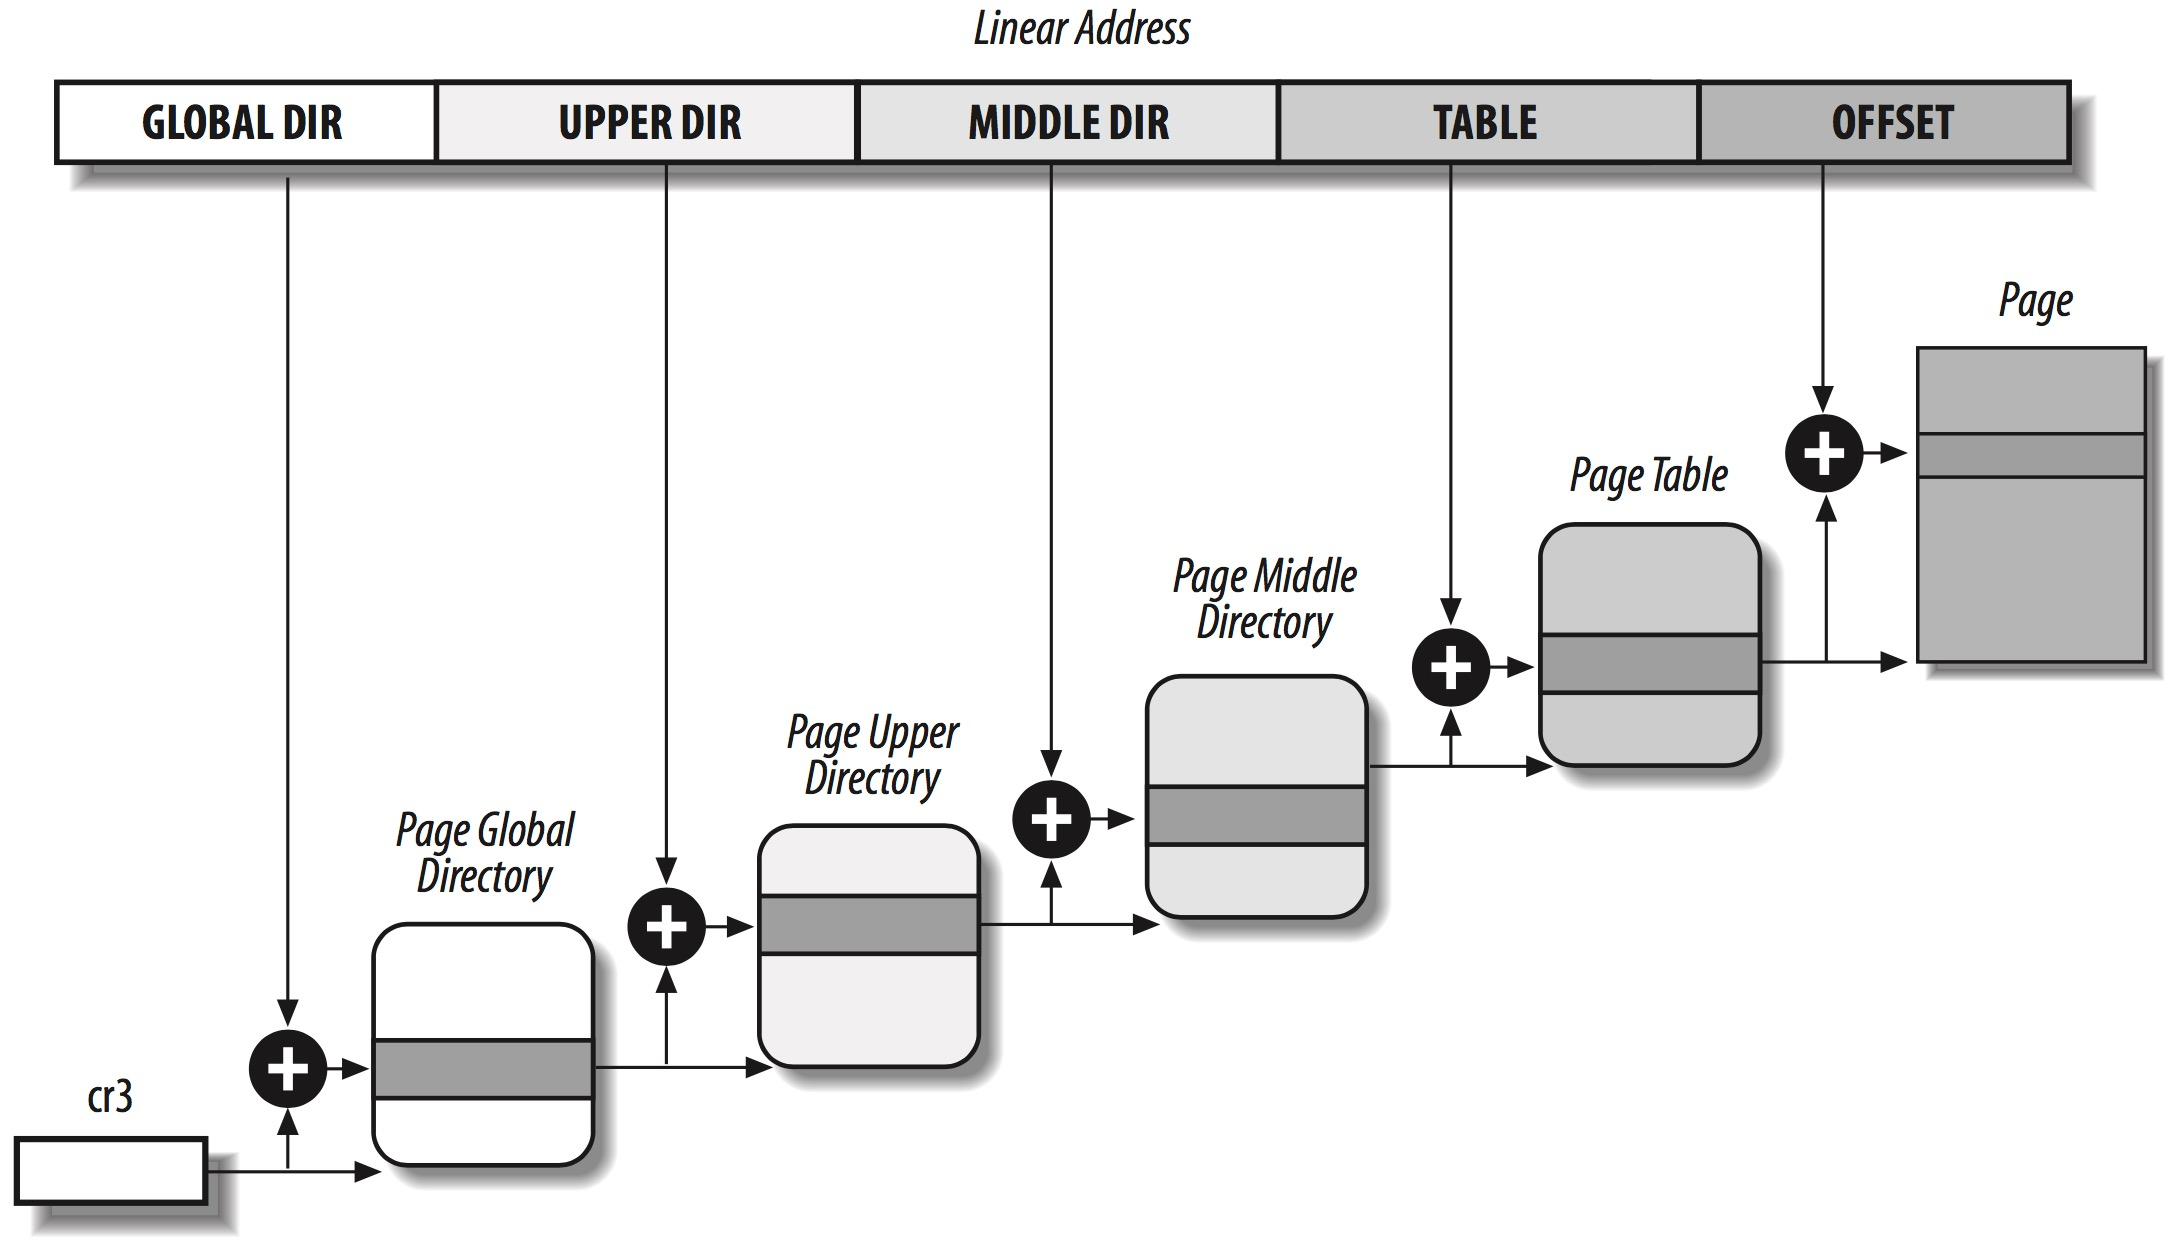 Linear Address
GLOBAL DIR
UPPER DIR
MIDDLE DIR
TABLE
OFFSET
Page
Page Table
Page Middle
Directory
Page Upper
Directory
Page Global
Directory
cr3